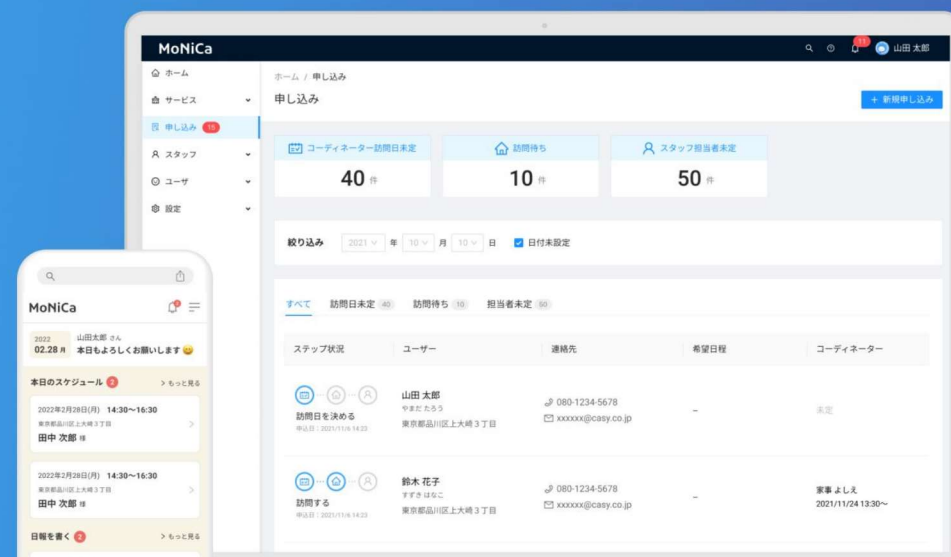 MoNiCa
11
山田 太郎
ホーム
サービス
申し込み 15
スタッフ
ユーザ
設定
ホーム / 申し込み
申し込み
+ 新規申し込み
コーディネーター訪問日未定
40 件
訪問待ち
10 件
スタッフ担当者未定
50 件
絞り込み 2021 年 10 月 10 日 日付未設定
すべて 訪問日未定 40 訪問待ち 10 担当者未定 50
ステップ状況 ユーザー 連絡先 希望日程 コーディネーター
訪問日を決める
申込日：2021/11/6 14:23
山田 太郎
やまだ たろう
東京都品川区上大崎３丁目
080-1234-5678
xxxxxx@casy.co.jp
–
未定
訪問する
申込日：2021/11/6 14:23
鈴木 花子
すずき はなこ
東京都品川区上大崎３丁目
080-1234-5678
xxxxxx@casy.co.jp
–
家事 よしえ
2021/11/24 13:30〜
MoNiCa
2022
02.28 月
山田太郎 さん
本日もよろしくお願いします😀
本日のスケジュール 2 > もっと見る
2022年2月28日(月) 14:30〜16:30
東京都品川区上大崎３丁目
田中 次郎 様
2022年2月28日(月) 14:30〜16:30
東京都品川区上大崎３丁目
田中 次郎 様
日報を書く 2 > もっと見る